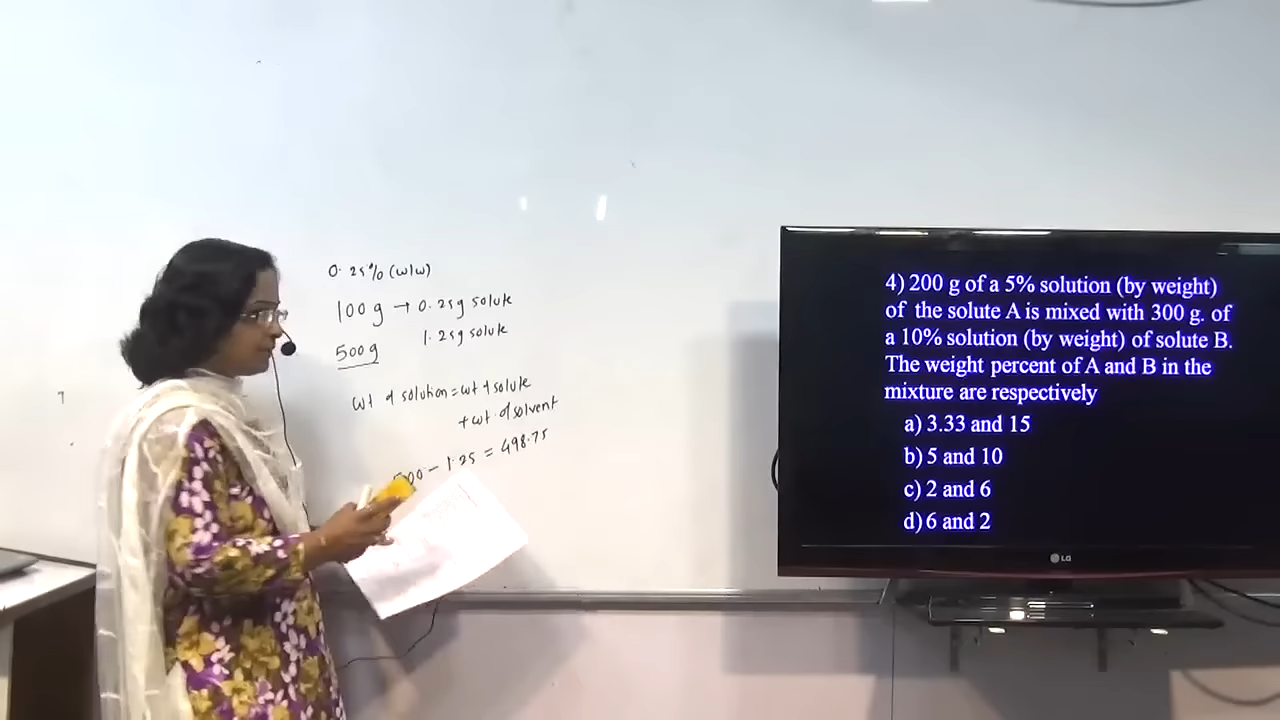 0.25% (w/w)
100g → 0.25g solute
500g 1.25g solute
wt of solution = wt of solute
+ wt. of solvent
500 - 1.25 = 498.75
4) 200 g of a 5% solution (by weight)
of the solute A is mixed with 300 g. of
a 10% solution (by weight) of solute B.
The weight percent of A and B in the
mixture are respectively
a) 3.33 and 15
b) 5 and 10
c) 2 and 6
d) 6 and 2
LG